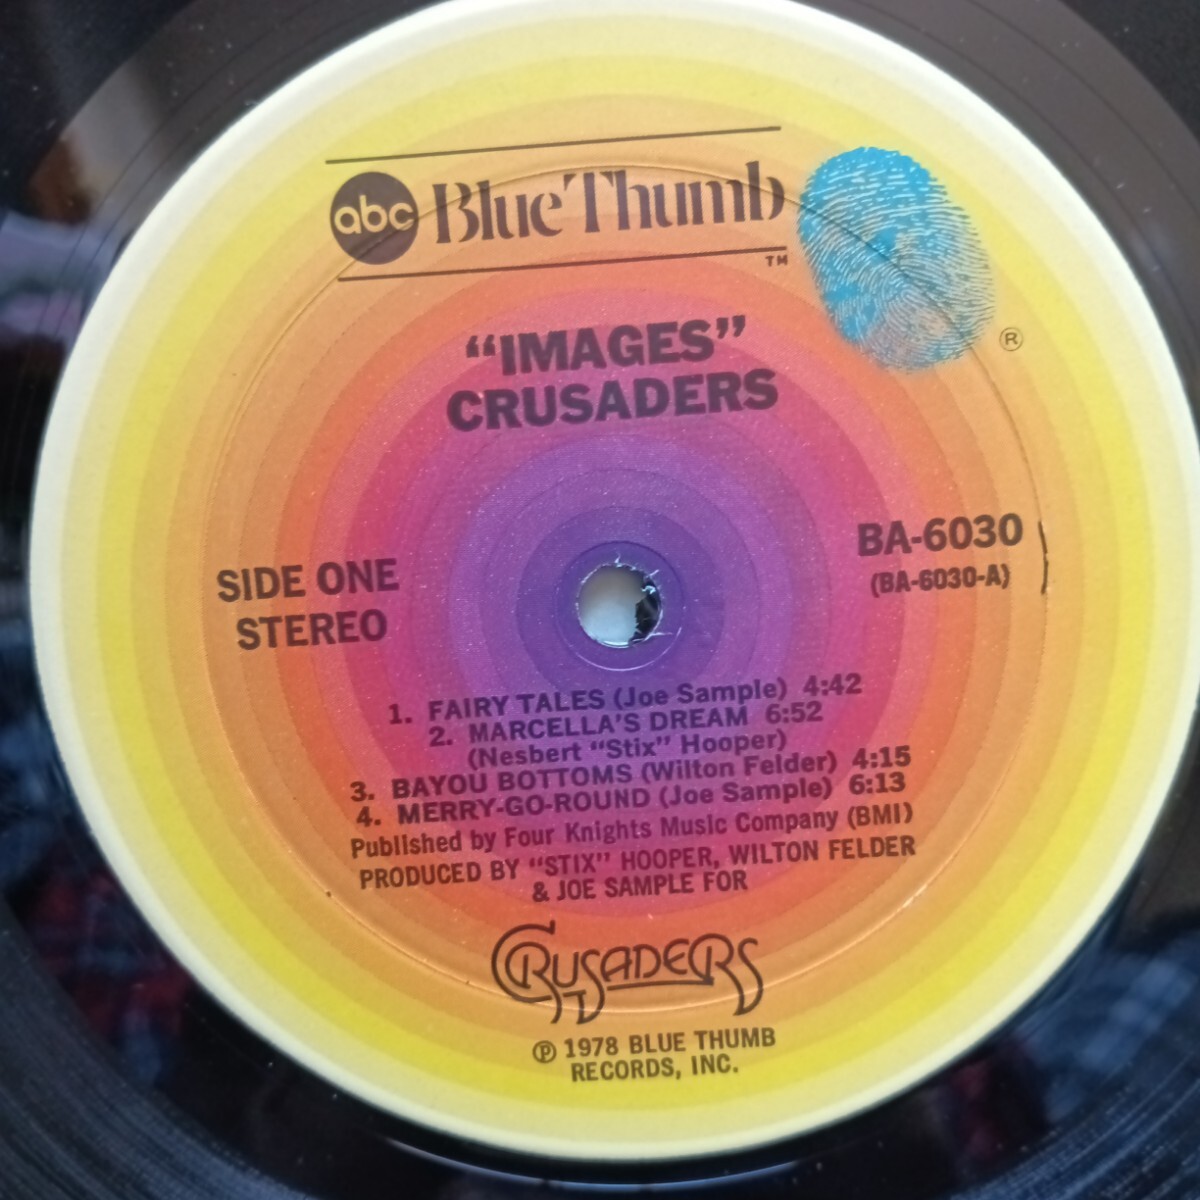 abc Blue Thumb
TM
®
"IMAGES"
CRUSADERS
SIDE ONE
STEREO
BA-6030
(BA-6030-A)
1. FAIRY TALES (Joe Sample) 4:42
2. MARCELLA'S DREAM 6:52
(Nesbert "Stix" Hooper)
3. BAYOU BOTTOMS (Wilton Felder) 4:15
4. MERRY-GO-ROUND (Joe Sample) 6:13
Published by Four Knights Music Company (BMI)
PRODUCED BY "STIX" HOOPER, WILTON FELDER
& JOE SAMPLE FOR
CRUSADERS
℗ 1978 BLUE THUMB
RECORDS, INC.